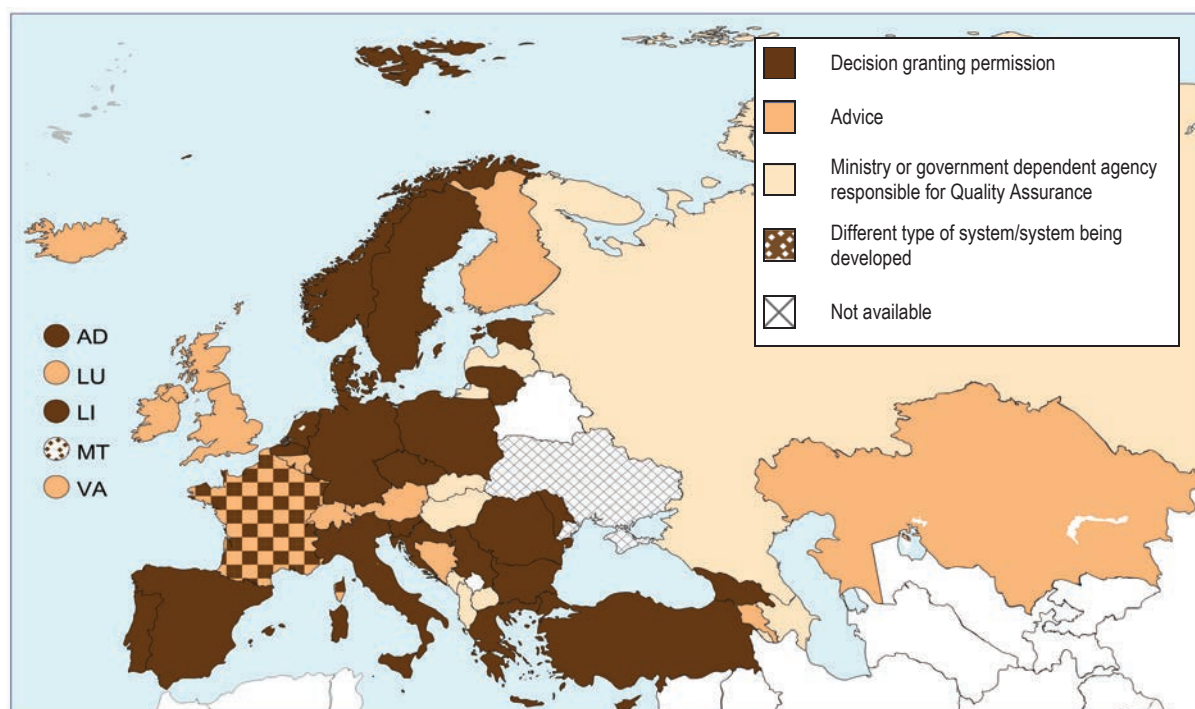 Decision granting permission
Advice
Ministry or government dependent agency
responsible for Quality Assurance
Different type of system/system being
developed
Not available
AD
LU
LI
MT
VA